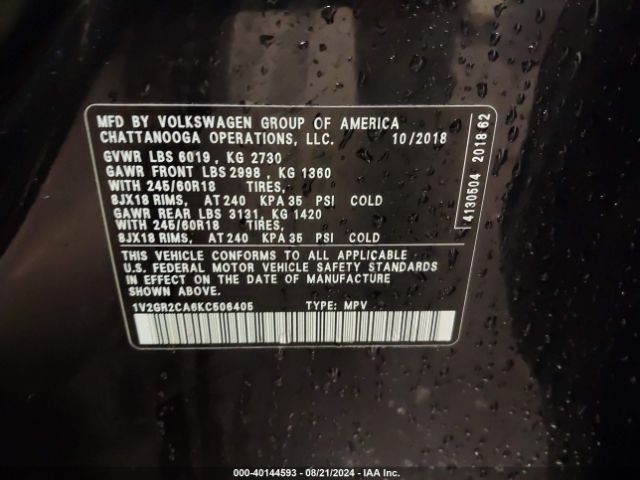 MFD BY VOLKSWAGEN GROUP OF AMERICA
CHATTANOOGA OPERATIONS, LLC. 10/2018
GVWR LBS 6019 , KG 2730
GAWR FRONT LBS 2998 , KG 1360
WITH 245/60R18 TIRES,
8JX18 RIMS, AT 240 KPA 35 PSI COLD
GAWR REAR LBS 3131, KG 1420
WITH 245/60R18 TIRES,
8JX18 RIMS, AT 240 KPA 35 PSI COLD
THIS VEHICLE CONFORMS TO ALL APPLICABLE
U.S. FEDERAL MOTOR VEHICLE SAFETY STANDARDS
IN EFFECT ON THE DATE OF MANUFACTURE
SHOWN ABOVE.
1V2GR2CA6KC506405 TYPE: MPV
4130504 2018 62
000-40144593 - 08/21/2024 - IAA Inc.